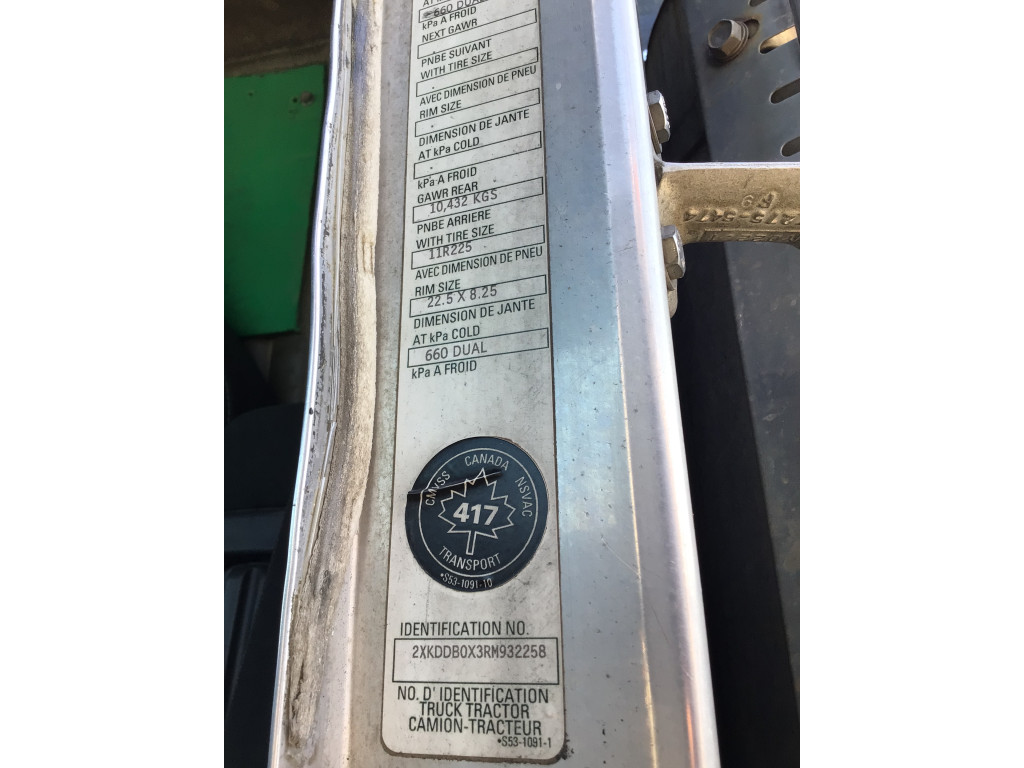 660 DUAL
kPa A FROID
NEXT GAWR
PNBE SUIVANT
WITH TIRE SIZE
AVEC DIMENSION DE PNEU
RIM SIZE
DIMENSION DE JANTE
AT kPa COLD
kPa A FROID
GAWR REAR
10,432 KGS
PNBE ARRIERE
WITH TIRE SIZE
11R225
AVEC DIMENSION DE PNEU
RIM SIZE
22.5 X 8.25
DIMENSION DE JANTE
AT kPa COLD
660 DUAL
kPa A FROID
CMVSS CANADA NSVAC
417
TRANSPORT
•S53-1091-10
IDENTIFICATION NO.
2XKDDB0X3RM932258
NO. D'IDENTIFICATION
TRUCK TRACTOR
CAMION-TRACTEUR
•S53-1091-1